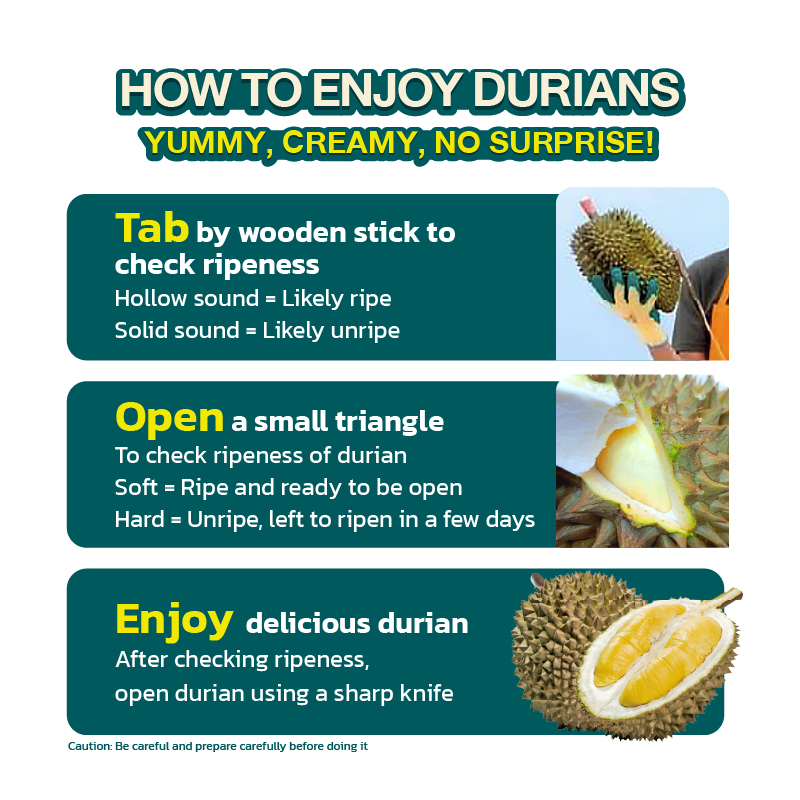 HOW TO ENJOY DURIANS
YUMMY, CREAMY, NO SURPRISE!
Tab by wooden stick to
check ripeness
Hollow sound = Likely ripe
Solid sound = Likely unripe
Open a small triangle
To check ripeness of durian
Soft = Ripe and ready to be open
Hard = Unripe, left to ripen in a few days
Enjoy delicious durian
After checking ripeness,
open durian using a sharp knife
Caution: Be careful and prepare carefully before doing it